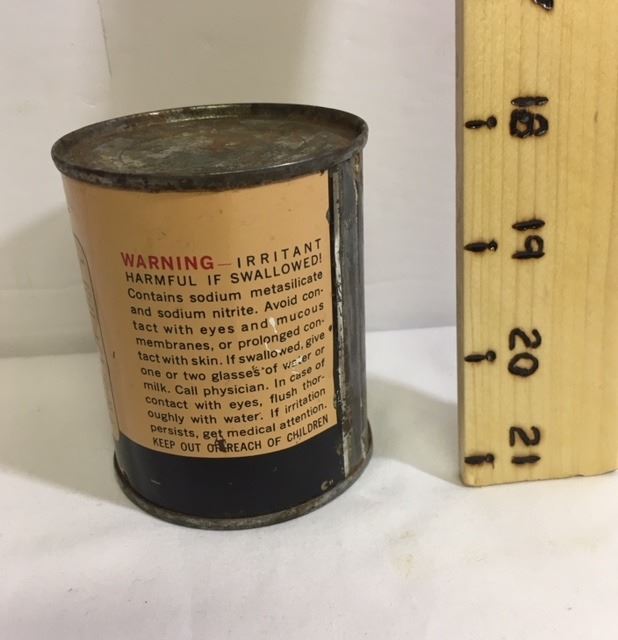 WARNING—IRRITANT
HARMFUL IF SWALLOWED!
Contains sodium metasilicate
and sodium nitrite. Avoid con-
tact with eyes and mucous
membranes, or prolonged con-
tact with skin. If swallowed, give
one or two glasses of water or
milk. Call physician. In case of
contact with eyes, flush thor-
oughly with water. If irritation
persists, get medical attention.
KEEP OUT OF REACH OF CHILDREN
18
19
20
21